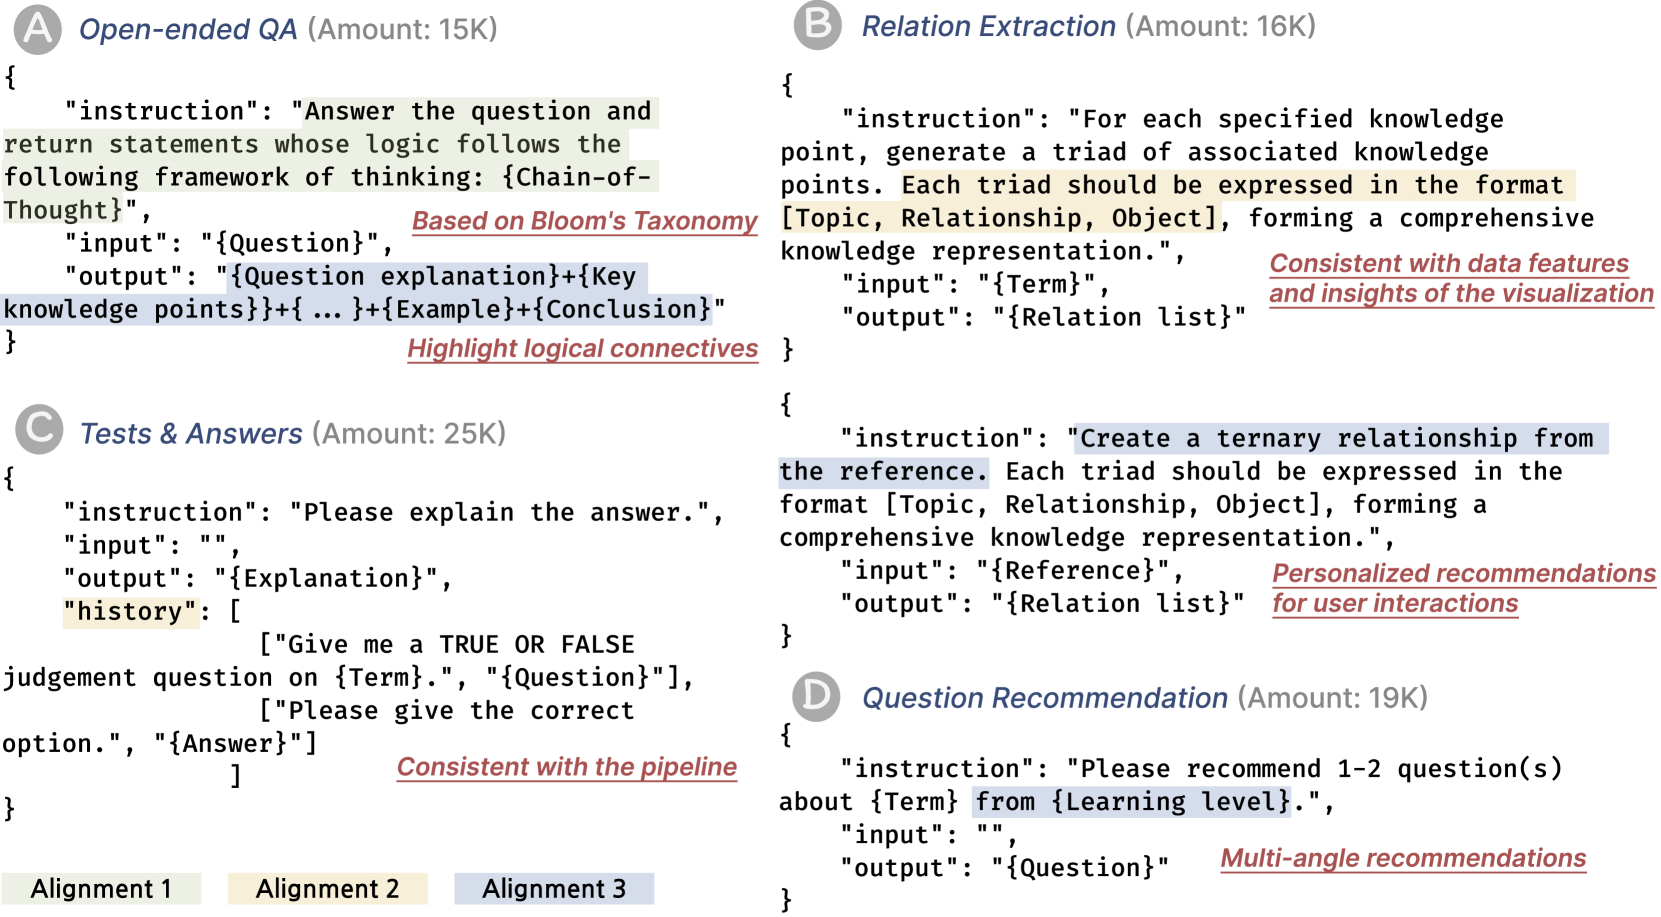 A Open-ended QA (Amount: 15K)
{
"instruction": "Answer the question and
return statements whose logic follows the
following framework of thinking: {Chain-of-
Thought}",
Based on Bloom's Taxonomy
"input": "{Question}",
"output": "{Question explanation}+{Key
knowledge points}}+{ ... }+{Example}+{Conclusion}"
}
Highlight logical connectives
C Tests & Answers (Amount: 25K)
{
"instruction": "Please explain the answer.",
"input": "",
"output": "{Explanation}",
"history": [
["Give me a TRUE OR FALSE
judgement question on {Term}.", "{Question}"],
["Please give the correct
option.", "{Answer}"]
Consistent with the pipeline
]
}
Alignment 1 Alignment 2 Alignment 3
B Relation Extraction (Amount: 16K)
{
"instruction": "For each specified knowledge
point, generate a triad of associated knowledge
points. Each triad should be expressed in the format
[Topic, Relationship, Object], forming a comprehensive
knowledge representation.",
"input": "{Term}",
"output": "{Relation list}"
Consistent with data features
and insights of the visualization
}
{
"instruction": "Create a ternary relationship from
the reference. Each triad should be expressed in the
format [Topic, Relationship, Object], forming a
comprehensive knowledge representation.",
"input": "{Reference}",
"output": "{Relation list}"
Personalized recommendations
for user interactions
}
D Question Recommendation (Amount: 19K)
{
"instruction": "Please recommend 1-2 question(s)
about {Term} from {Learning level}.",
"input": "",
"output": "{Question}"
Multi-angle recommendations
}